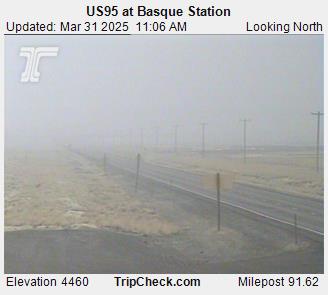 US95 at Basque Station
Updated: Mar 31 2025 11:06 AM Looking North
Elevation 4460 TripCheck.com Milepost 91.62